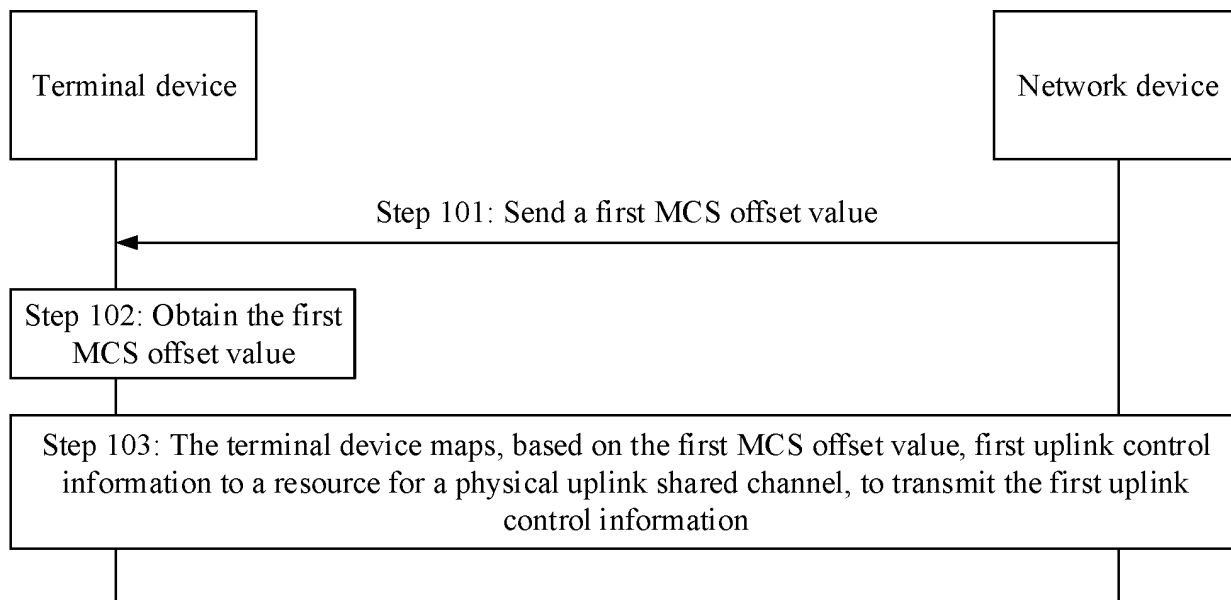 Terminal device
Network device
Step 101: Send a first MCS offset value
Step 102: Obtain the first
MCS offset value
Step 103: The terminal device maps, based on the first MCS offset value, first uplink control
information to a resource for a physical uplink shared channel, to transmit the first uplink
control information